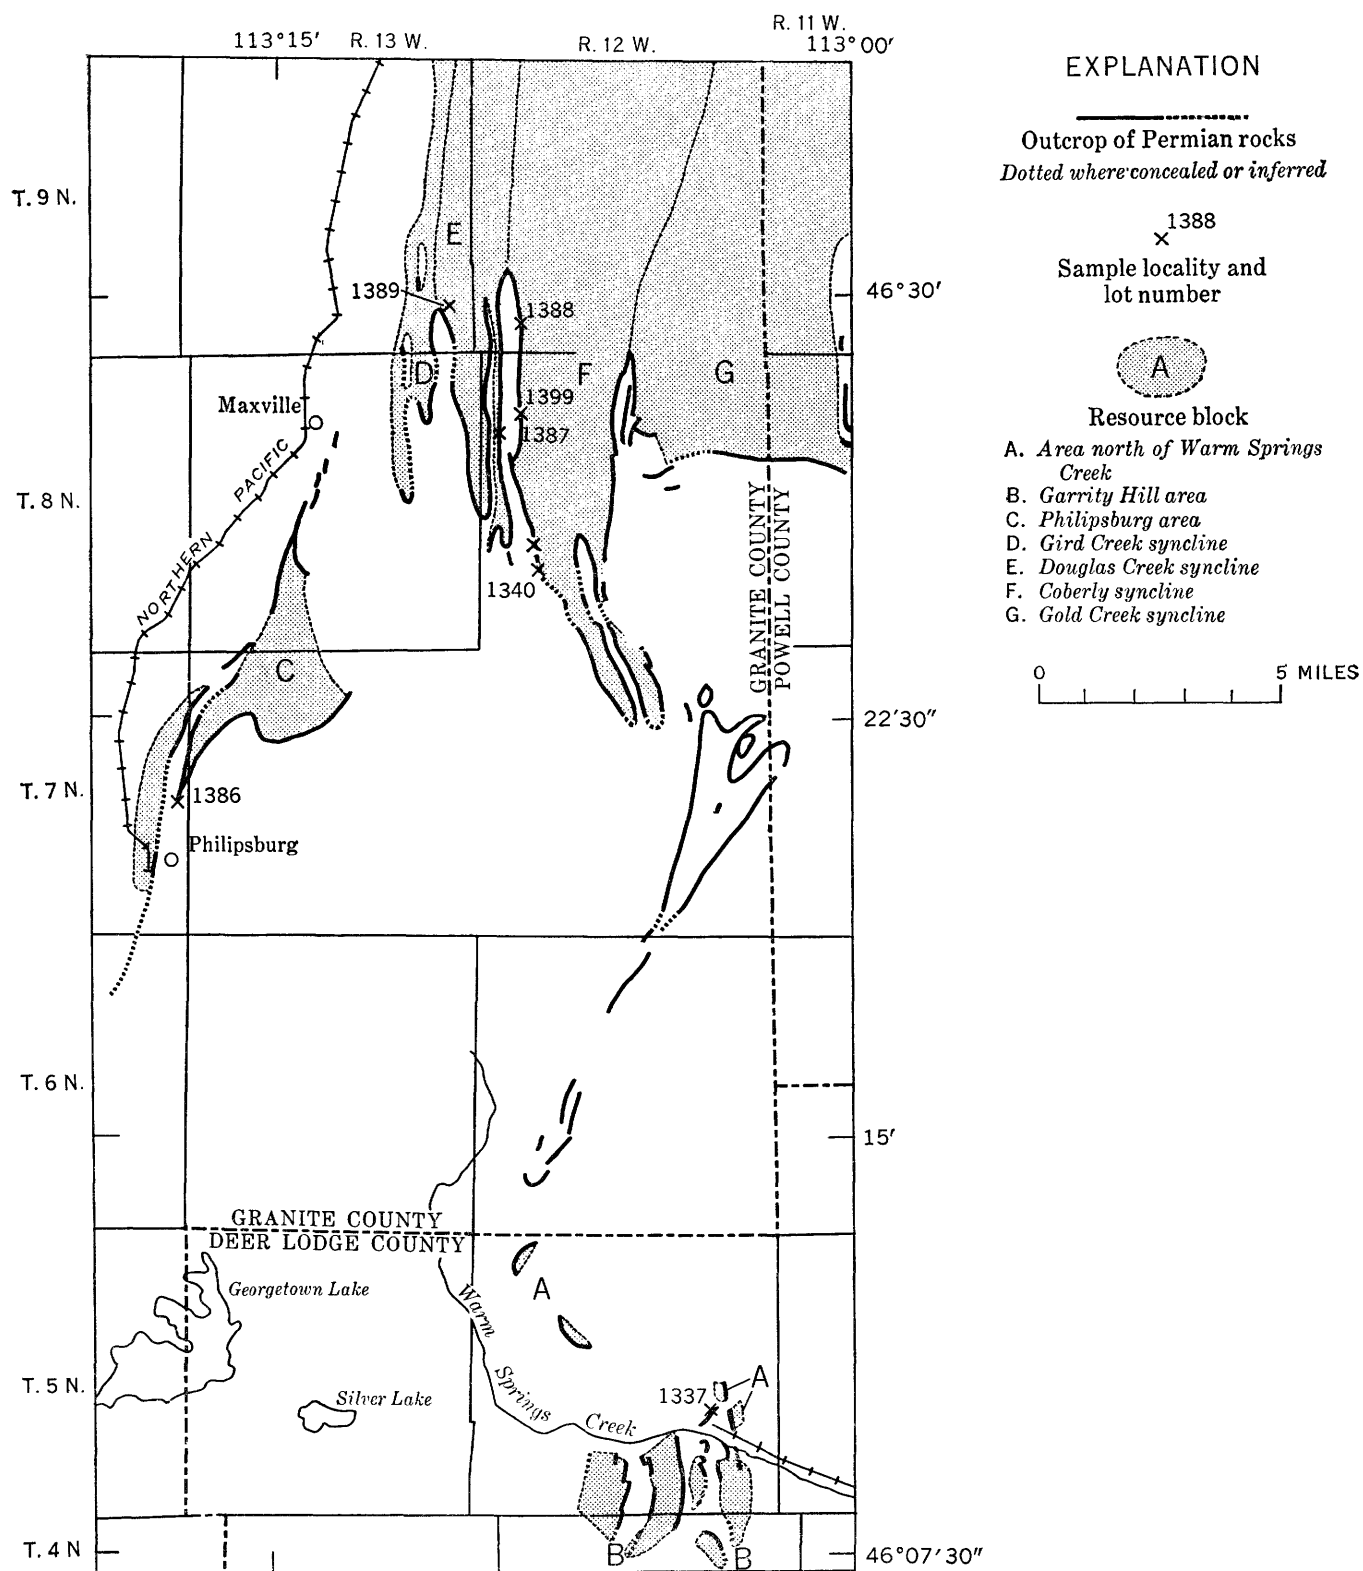 R. 11 W.
113°15' R. 13 W. R. 12 W. 113°00'
EXPLANATION
Outcrop of Permian rocks
Dotted where concealed or inferred
T. 9 N.
1388
Sample locality and
lot number
E
1389
46°30'
1388
A
D
F
G
1399
Maxville
Resource block
1387
A. Area north of Warm Springs
Creek
B. Garrity Hill area
C. Philipsburg area
D. Gird Creek syncline
E. Douglas Creek syncline
F. Coberly syncline
G. Gold Creek syncline
NORTHERN PACIFIC
T. 8 N.
GRANITE COUNTY
POWELL COUNTY
1340
C
0 5 MILES
22'30"
T. 7 N.
1386
Philipsburg
T. 6 N.
15'
GRANITE COUNTY
DEER LODGE COUNTY
Georgetown Lake
A
Warm Springs Creek
T. 5 N.
Silver Lake
1337
A
T. 4 N
B
B
46°07'30"